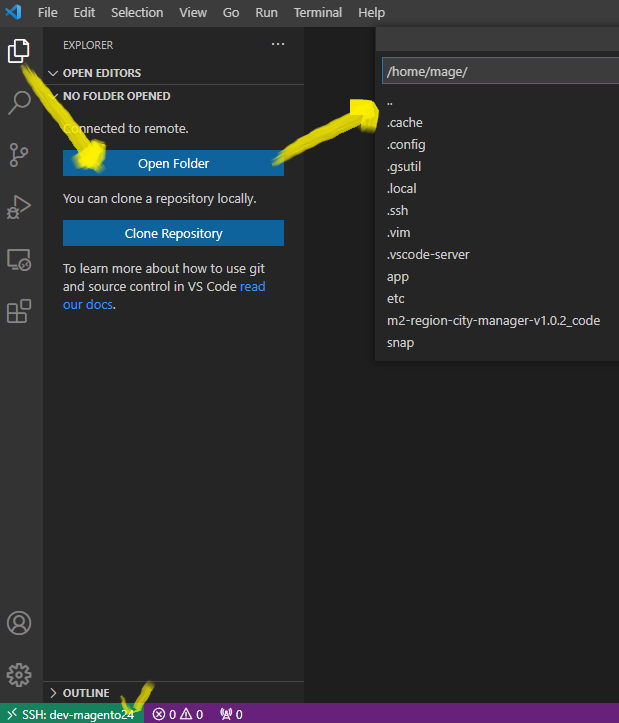 File Edit Selection View Go Run Terminal Help
EXPLORER ...
OPEN EDITORS
NO FOLDER OPENED
Connected to remote.
Open Folder
You can clone a repository locally.
Clone Repository
To learn more about how to use git
and source control in VS Code read
our docs.
/home/mage/
..
.cache
.config
.gsutil
.local
.ssh
.vim
.vscode-server
app
etc
m2-region-city-manager-v1.0.2_code
snap
OUTLINE
SSH: dev-magento24 0 0 0